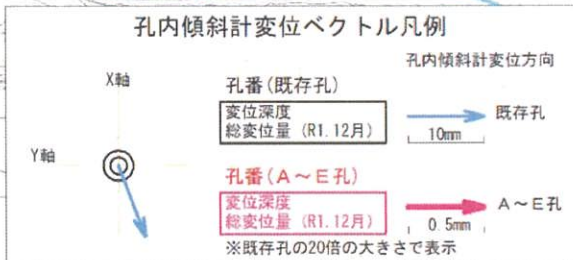 孔内傾斜計変位ベクトル凡例
孔内傾斜計変位方向
X軸
孔番(既存孔)
変位深度
総変位量 (R1.12月)
既存孔
10mm
Y軸
孔番(A～E孔)
変位深度
総変位量 (R1.12月)
A～E孔
0.5mm
※既存孔の20倍の大きさで表示